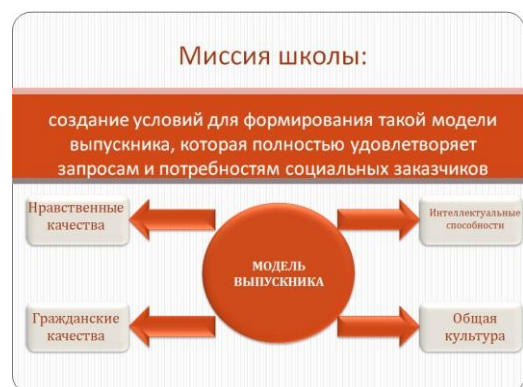 Миссия школы:
создание условий для формирования такой модели
выпускника, которая полностью удовлетворяет
запросам и потребностям социальных заказчиков
Нравственные
качества
Интеллектуальные
способности
МОДЕЛЬ
ВЫПУСКНИКА
Гражданские
качества
Общая
культура